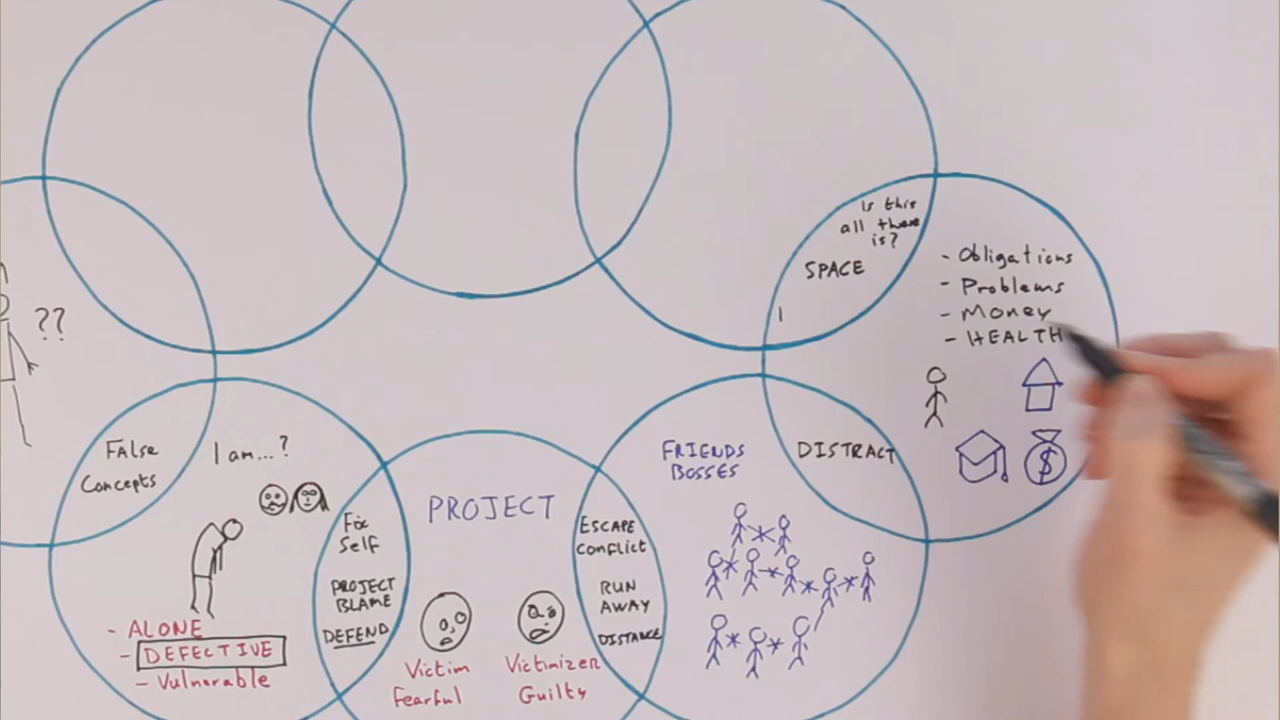 ??
False
Concepts
I am...?
- ALONE
- DEFECTIVE
- Vulnerable
Fix
Self
PROJECT
BLAME
DEFEND
PROJECT
Victim
fearful
Victimizer
Guilty
ESCAPE
Conflict
RUN
AWAY
DISTANCE
FRIENDS
BOSSES
DISTRACT
Is this
all there
is?
SPACE
I
- Obligations
- Problems
- Money
- HEALTH
$